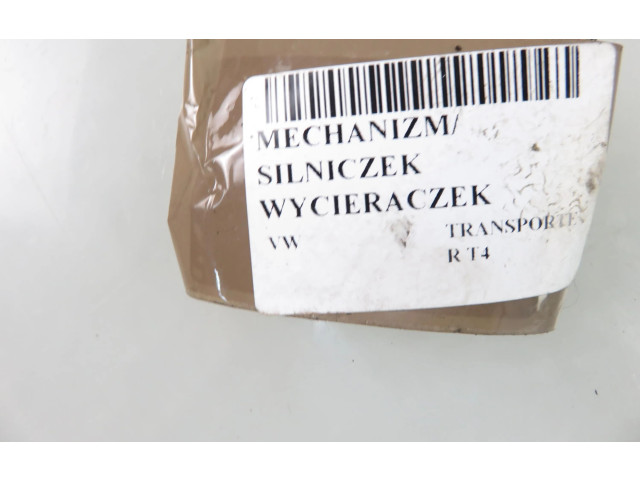 MECHANIZM/
SILNICZEK
WYCIERACZEK
VW TRANSPORTE
R T4